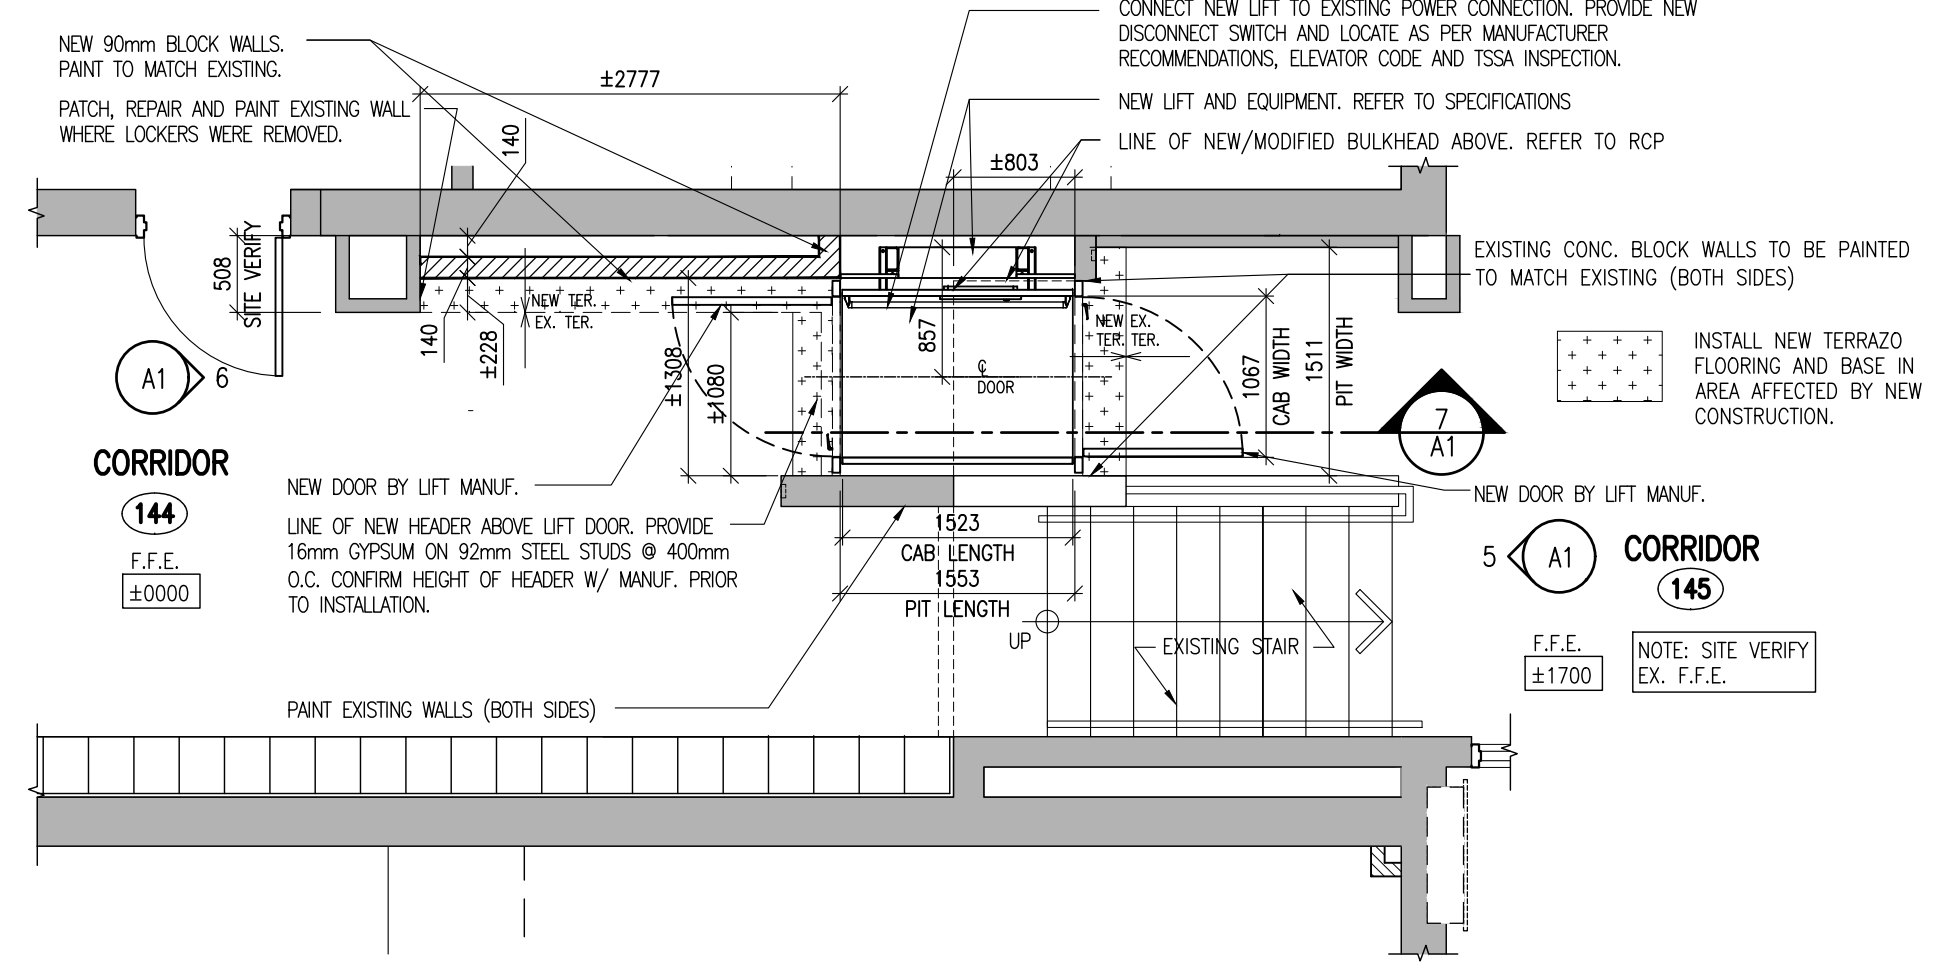 CONNECT NEW LIFT TO EXISTING POWER CONNECTION. PROVIDE NEW
DISCONNECT SWITCH AND LOCATE AS PER MANUFACTURER
RECOMMENDATIONS, ELEVATOR CODE AND TSSA INSPECTION.
NEW 90mm BLOCK WALLS.
PAINT TO MATCH EXISTING.
±2777
PATCH, REPAIR AND PAINT EXISTING WALL
WHERE LOCKERS WERE REMOVED.
140
NEW LIFT AND EQUIPMENT. REFER TO SPECIFICATIONS
LINE OF NEW/MODIFIED BULKHEAD ABOVE. REFER TO RCP
±803
508
SITE VERIFY
EXISTING CONC. BLOCK WALLS TO BE PAINTED
TO MATCH EXISTING (BOTH SIDES)
NEW TER.
EX. TER.
140
±228
±1308
±1080
857
℄
DOOR
NEW EX.
TER. TER.
1067
CAB WIDTH
1511
PIT WIDTH
INSTALL NEW TERRAZO
FLOORING AND BASE IN
AREA AFFECTED BY NEW
CONSTRUCTION.
A1
6
7
A1
CORRIDOR
144
F.F.E.
±0000
NEW DOOR BY LIFT MANUF.
LINE OF NEW HEADER ABOVE LIFT DOOR. PROVIDE
16mm GYPSUM ON 92mm STEEL STUDS @ 400mm
O.C. CONFIRM HEIGHT OF HEADER W/ MANUF. PRIOR
TO INSTALLATION.
1523
CAB LENGTH
1553
PIT LENGTH
NEW DOOR BY LIFT MANUF.
5
A1
CORRIDOR
145
UP
EXISTING STAIR
F.F.E.
±1700
NOTE: SITE VERIFY
EX. F.F.E.
PAINT EXISTING WALLS (BOTH SIDES)